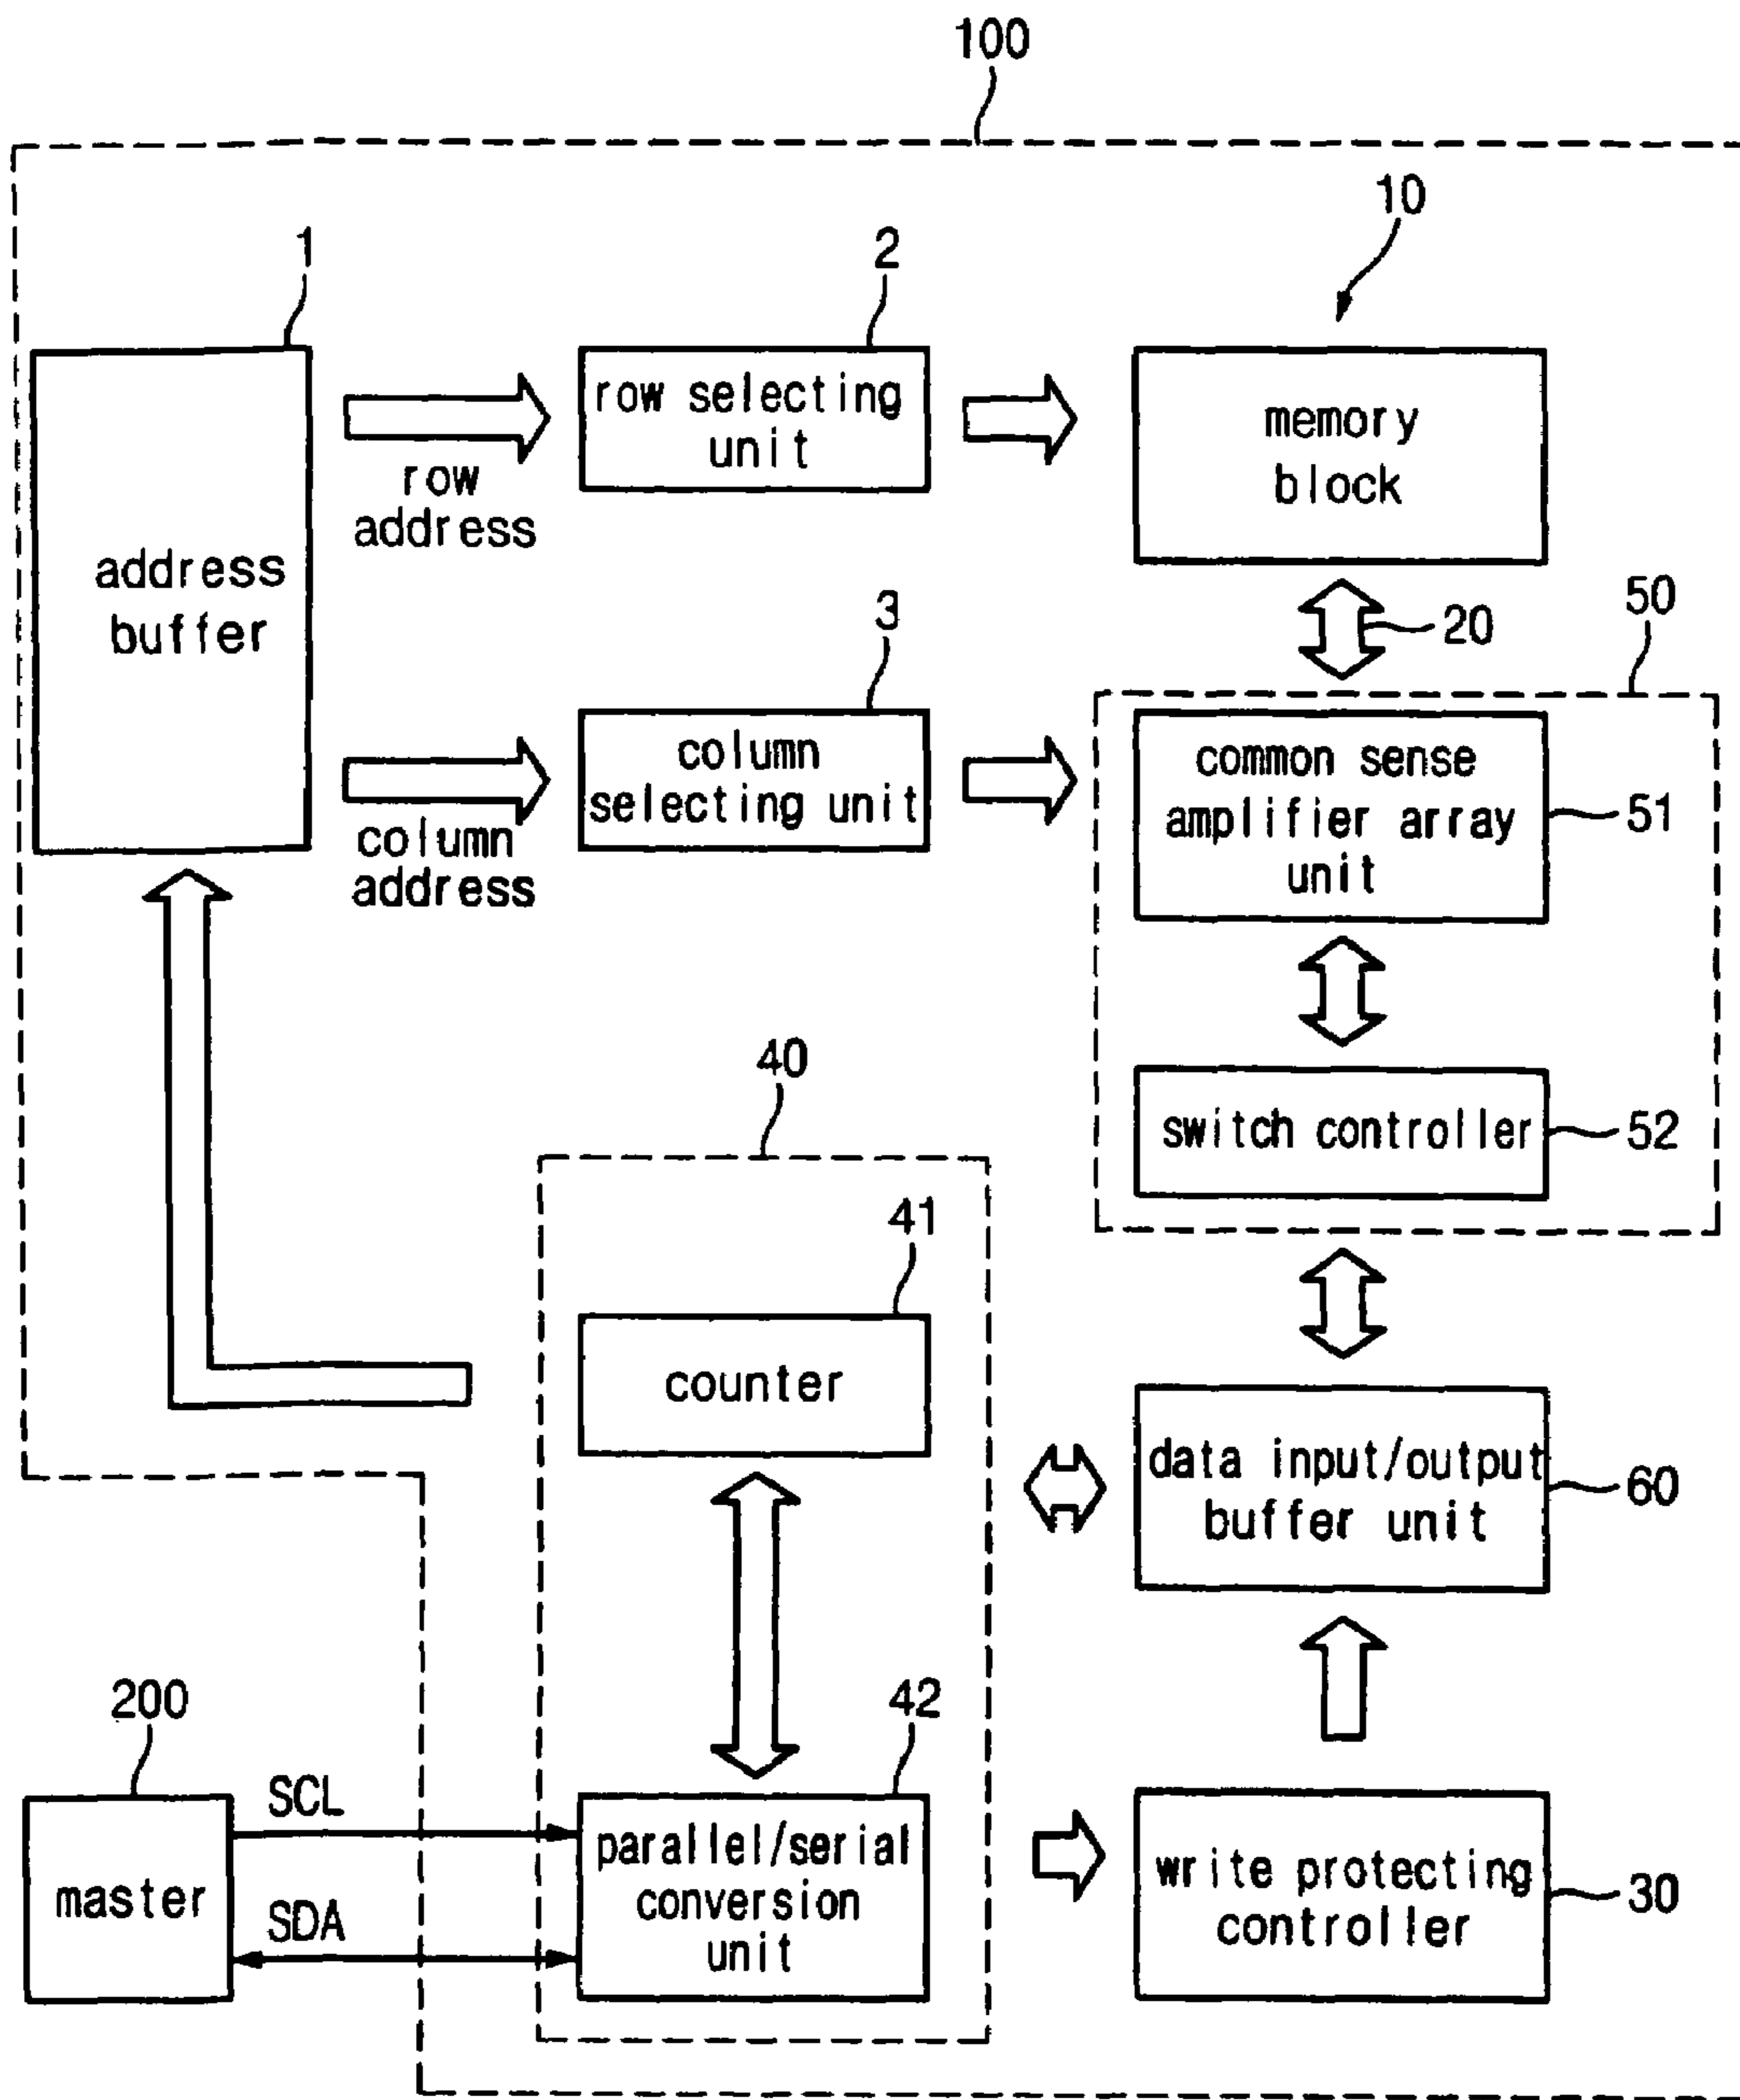 100
10
1
2
row selecting
unit
memory
block
row
address
address
buffer
3
20
50
column
selecting unit
common sense
amplifier array
unit
51
column
address
40
switch controller
52
41
counter
data input/output
buffer unit
60
200
42
SCL
master
SDA
parallel/serial
conversion
unit
write protecting
controller
30